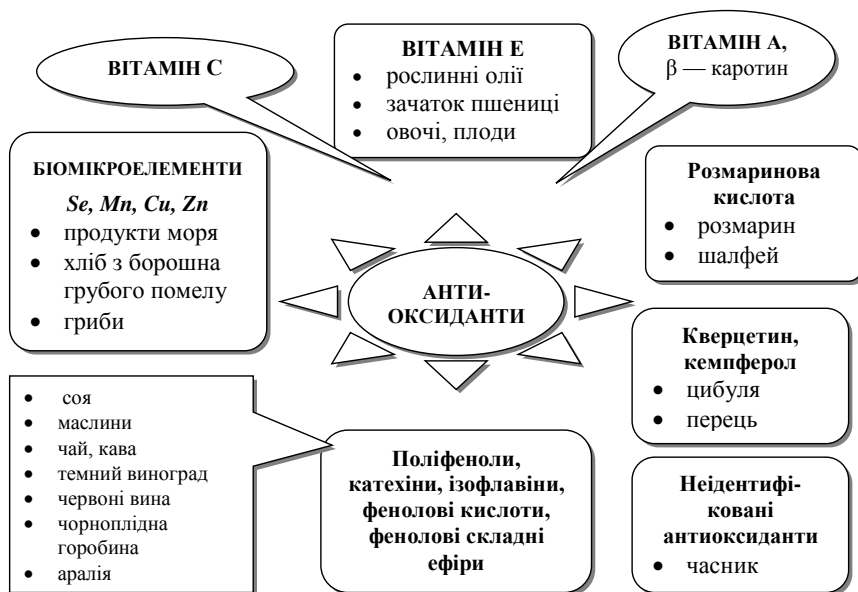 ВІТАМІН С
ВІТАМІН Е
• рослинні олії
• зачаток пшениці
• овочі, плоди
ВІТАМІН А,
β — каротин
БІОМІКРОЕЛЕМЕНТИ
Se, Mn, Cu, Zn
• продукти моря
• хліб з борошна
грубого помелу
• гриби
АНТИ-
ОКСИДАНТИ
Розмаринова
кислота
• розмарин
• шалфей
Кверцетин,
кемпферол
• цибуля
• перець
• соя
• маслини
• чай, кава
• темний виноград
• червоні вина
• чорноплідна
горобина
• аралія
Поліфеноли,
катехіни, ізофлавіни,
фенолові кислоти,
фенолові складні
ефіри
Неідентифі-
ковані
антиоксиданти
• часник